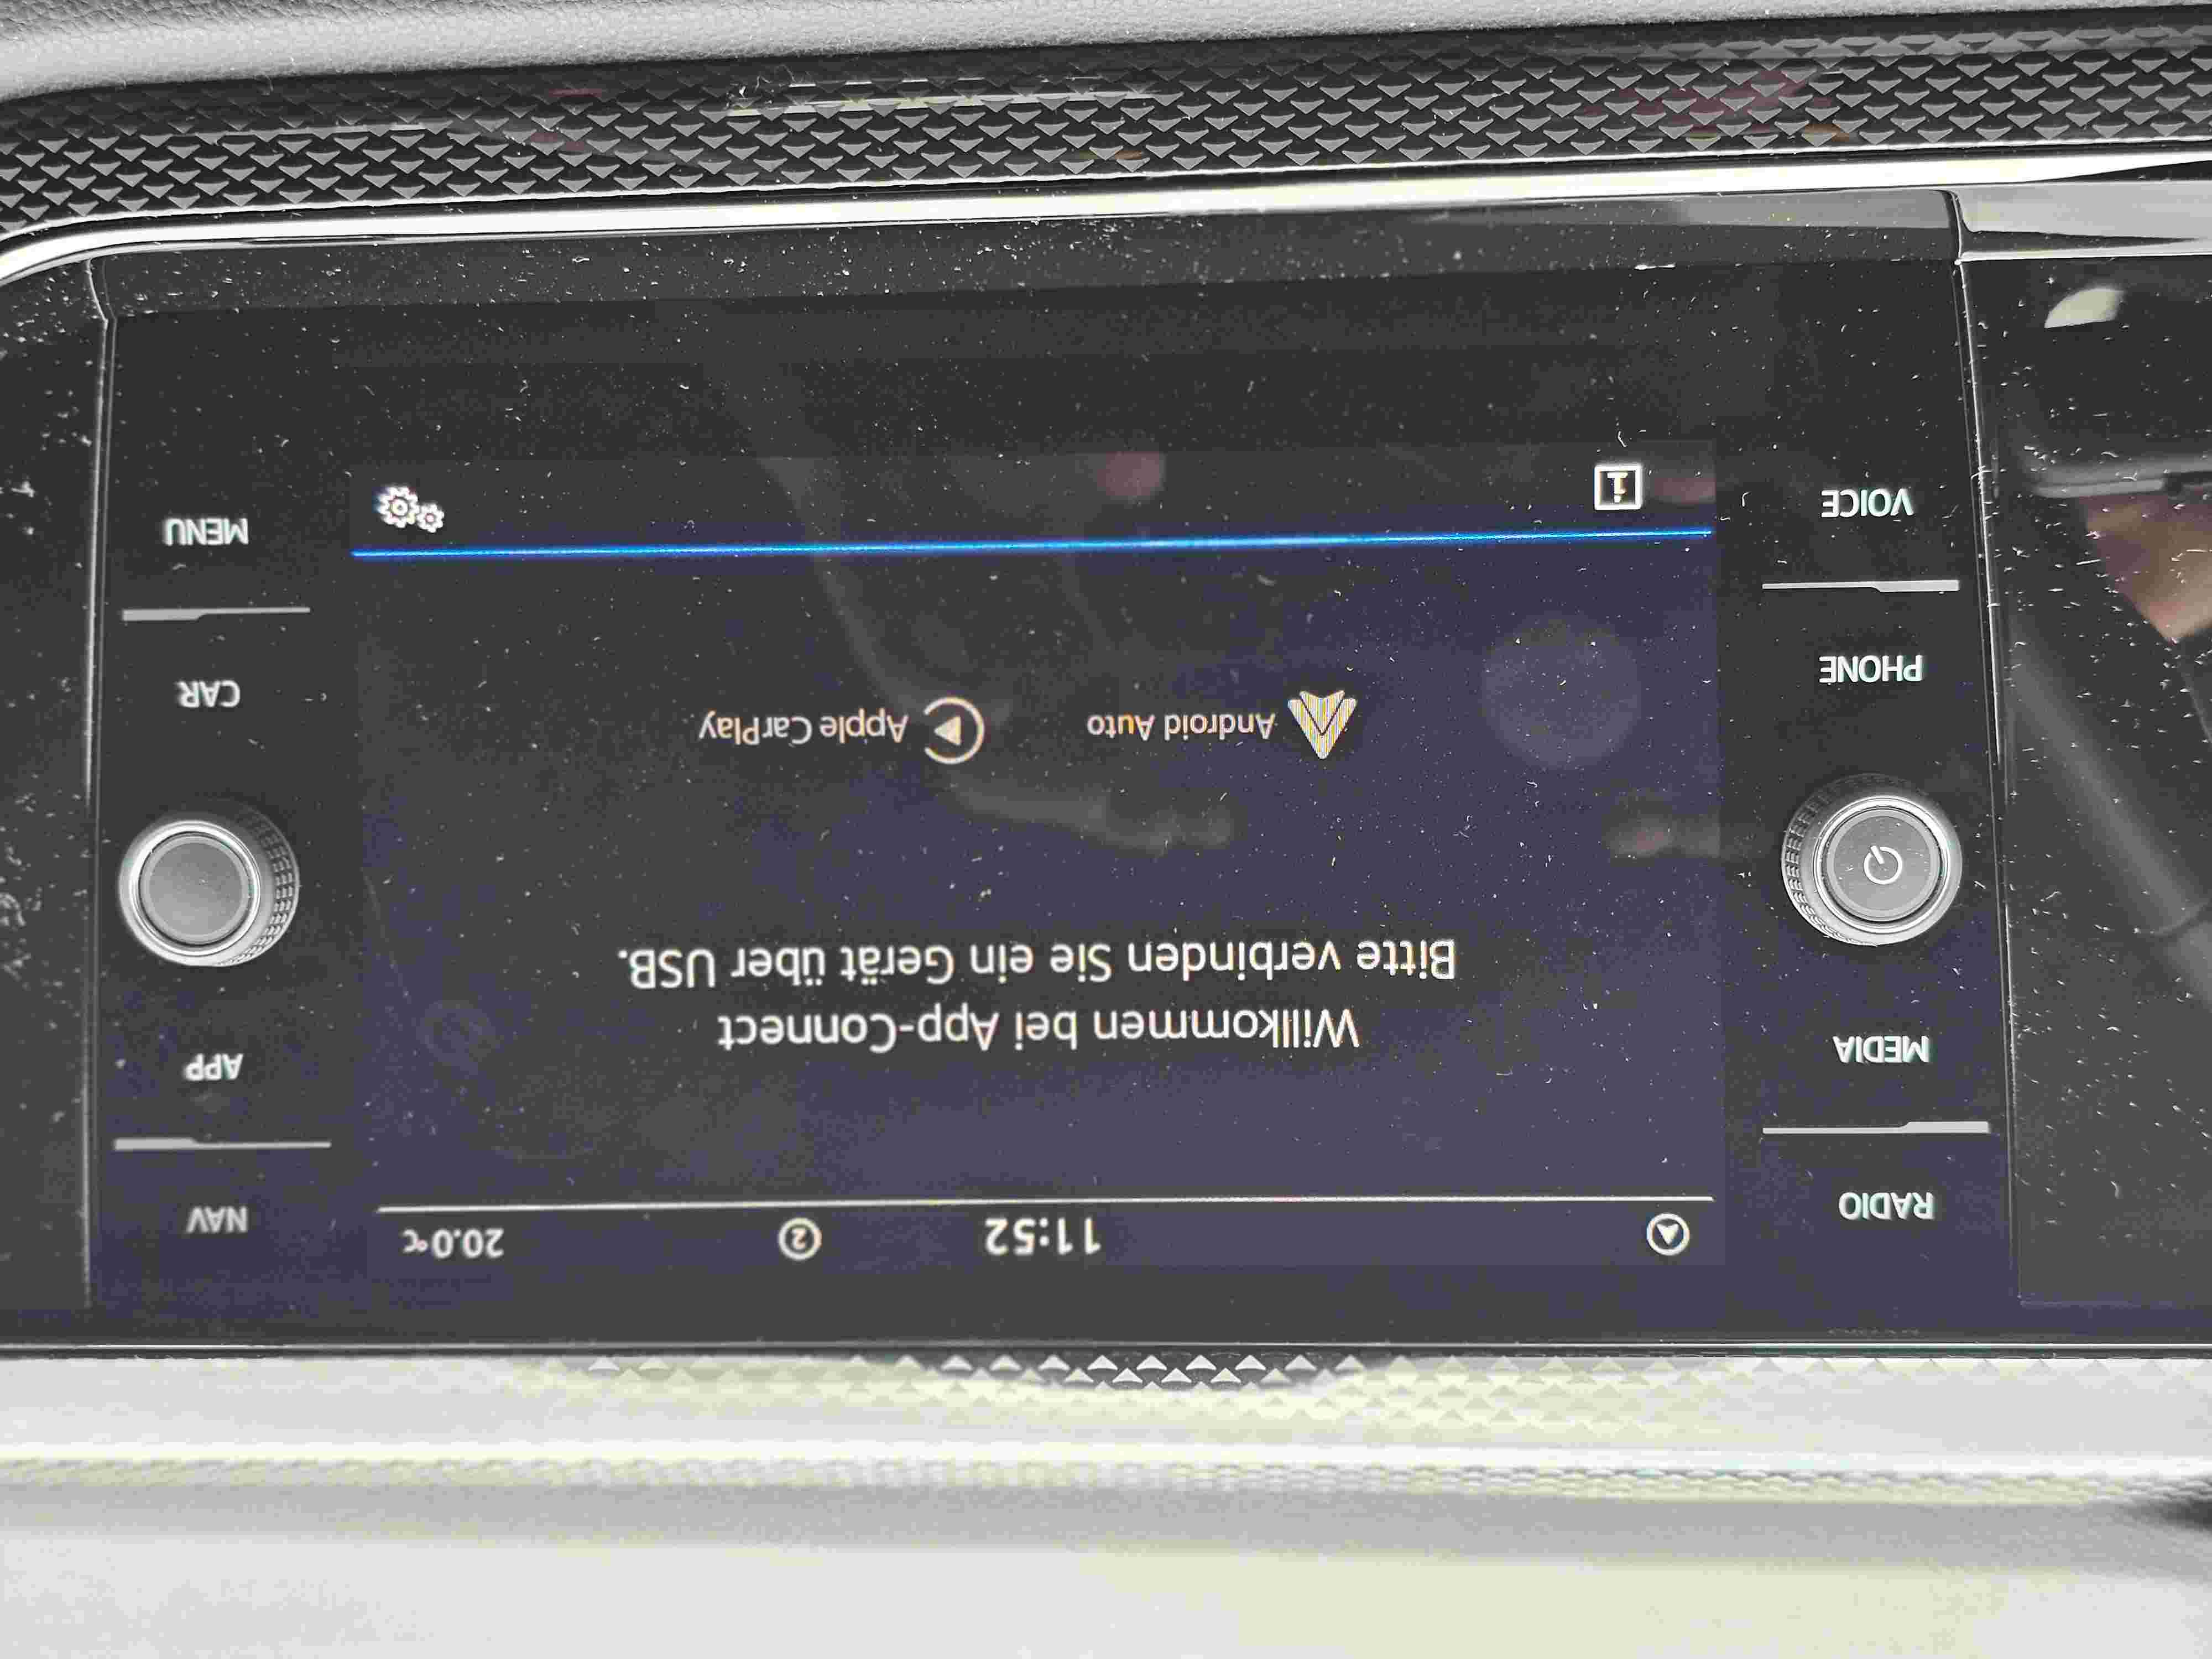 RADIO
MEDIA
PHONE
VOICE
11:52
2
20.0°C
Willkommen bei App-Connect
Bitte verbinden Sie ein Gerät über USB.
Android Auto
Apple CarPlay
i
NAV
APP
CAR
MENU